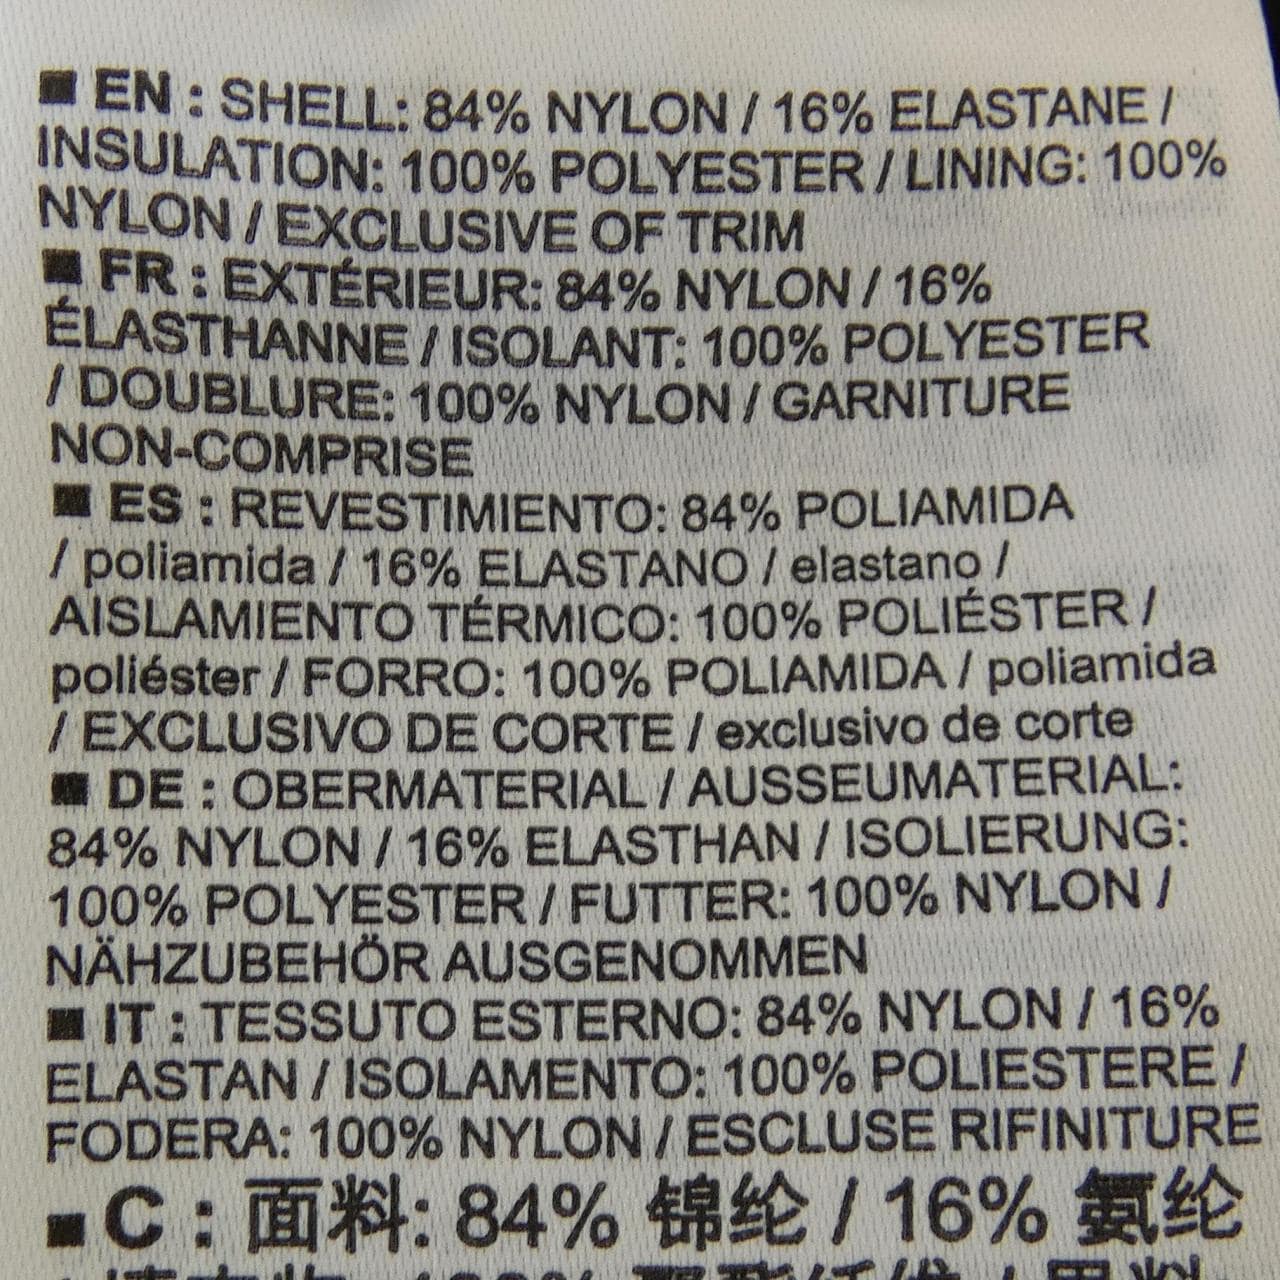 ■ EN : SHELL: 84% NYLON / 16% ELASTANE /
INSULATION: 100% POLYESTER / LINING: 100%
NYLON / EXCLUSIVE OF TRIM
■ FR : EXTÉRIEUR: 84% NYLON / 16%
ÉLASTHANNE / ISOLANT: 100% POLYESTER
/ DOUBLURE: 100% NYLON / GARNITURE
NON-COMPRISE
■ ES : REVESTIMIENTO: 84% POLIAMIDA
/ poliamida / 16% ELASTANO / elastano /
AISLAMIENTO TÉRMICO: 100% POLIÉSTER /
poliéster / FORRO: 100% POLIAMIDA / poliamida
/ EXCLUSIVO DE CORTE / exclusivo de corte
■ DE : OBERMATERIAL / AUSSEUMATERIAL:
84% NYLON / 16% ELASTHAN / ISOLIERUNG:
100% POLYESTER / FUTTER: 100% NYLON /
NÄHZUBEHÖR AUSGENOMMEN
■ IT : TESSUTO ESTERNO: 84% NYLON / 16%
ELASTAN / ISOLAMENTO: 100% POLIESTERE /
FODERA: 100% NYLON / ESCLUSE RIFINITURE
■ C : 面料: 84% 锦纶 / 16% 氨纶